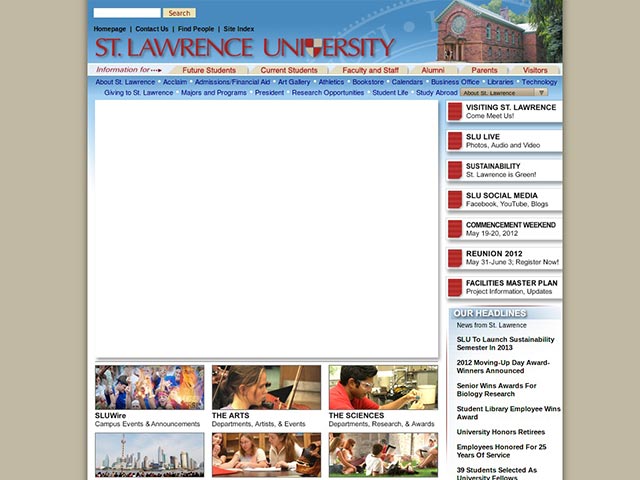 Search
Homepage | Contact Us | Find People | Site Index
ST. LAWRENCE UNIVERSITY
Information for
Future Students
Current Students
Faculty and Staff
Alumni
Parents
Visitors
About St. Lawrence Acclaim Admissions/Financial Aid Art Gallery Athletics Bookstore Calendars Business Office Libraries Technology
Giving to St. Lawrence Majors and Programs President Research Opportunities Student Life Study Abroad
About St. Lawrence
VISITING ST. LAWRENCE
Come Meet Us!
SLU LIVE
Photos, Audio and Video
SUSTAINABILITY
St. Lawrence is Green!
SLU SOCIAL MEDIA
Facebook, YouTube, Blogs
COMMENCEMENT WEEKEND
May 19-20, 2012
REUNION 2012
May 31-June 3; Register Now!
FACILITIES MASTER PLAN
Project Information, Updates
OUR HEADLINES
News from St. Lawrence
SLU To Launch Sustainability
Semester In 2013
2012 Moving-Up Day Award-
Winners Announced
Senior Wins Awards For
Biology Research
Student Library Employee Wins
Award
University Honors Retirees
Employees Honored For 25
Years Of Service
39 Students Selected As
University Fellows
SLUWire
Campus Events & Announcements
THE ARTS
Departments, Artists, & Events
THE SCIENCES
Departments, Research, & Awards